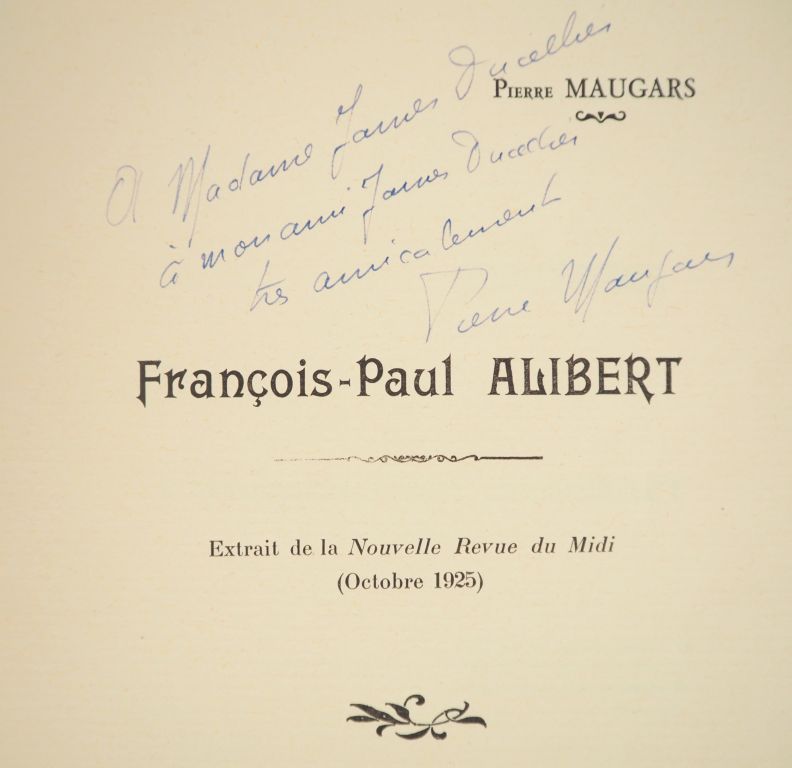 Pierre MAUGARS
A Madame James Ducellier
à mon ami James Ducellier
très amicalement
Pierre Maugars
François-Paul ALIBERT
Extrait de la Nouvelle Revue du Midi
(Octobre 1925)